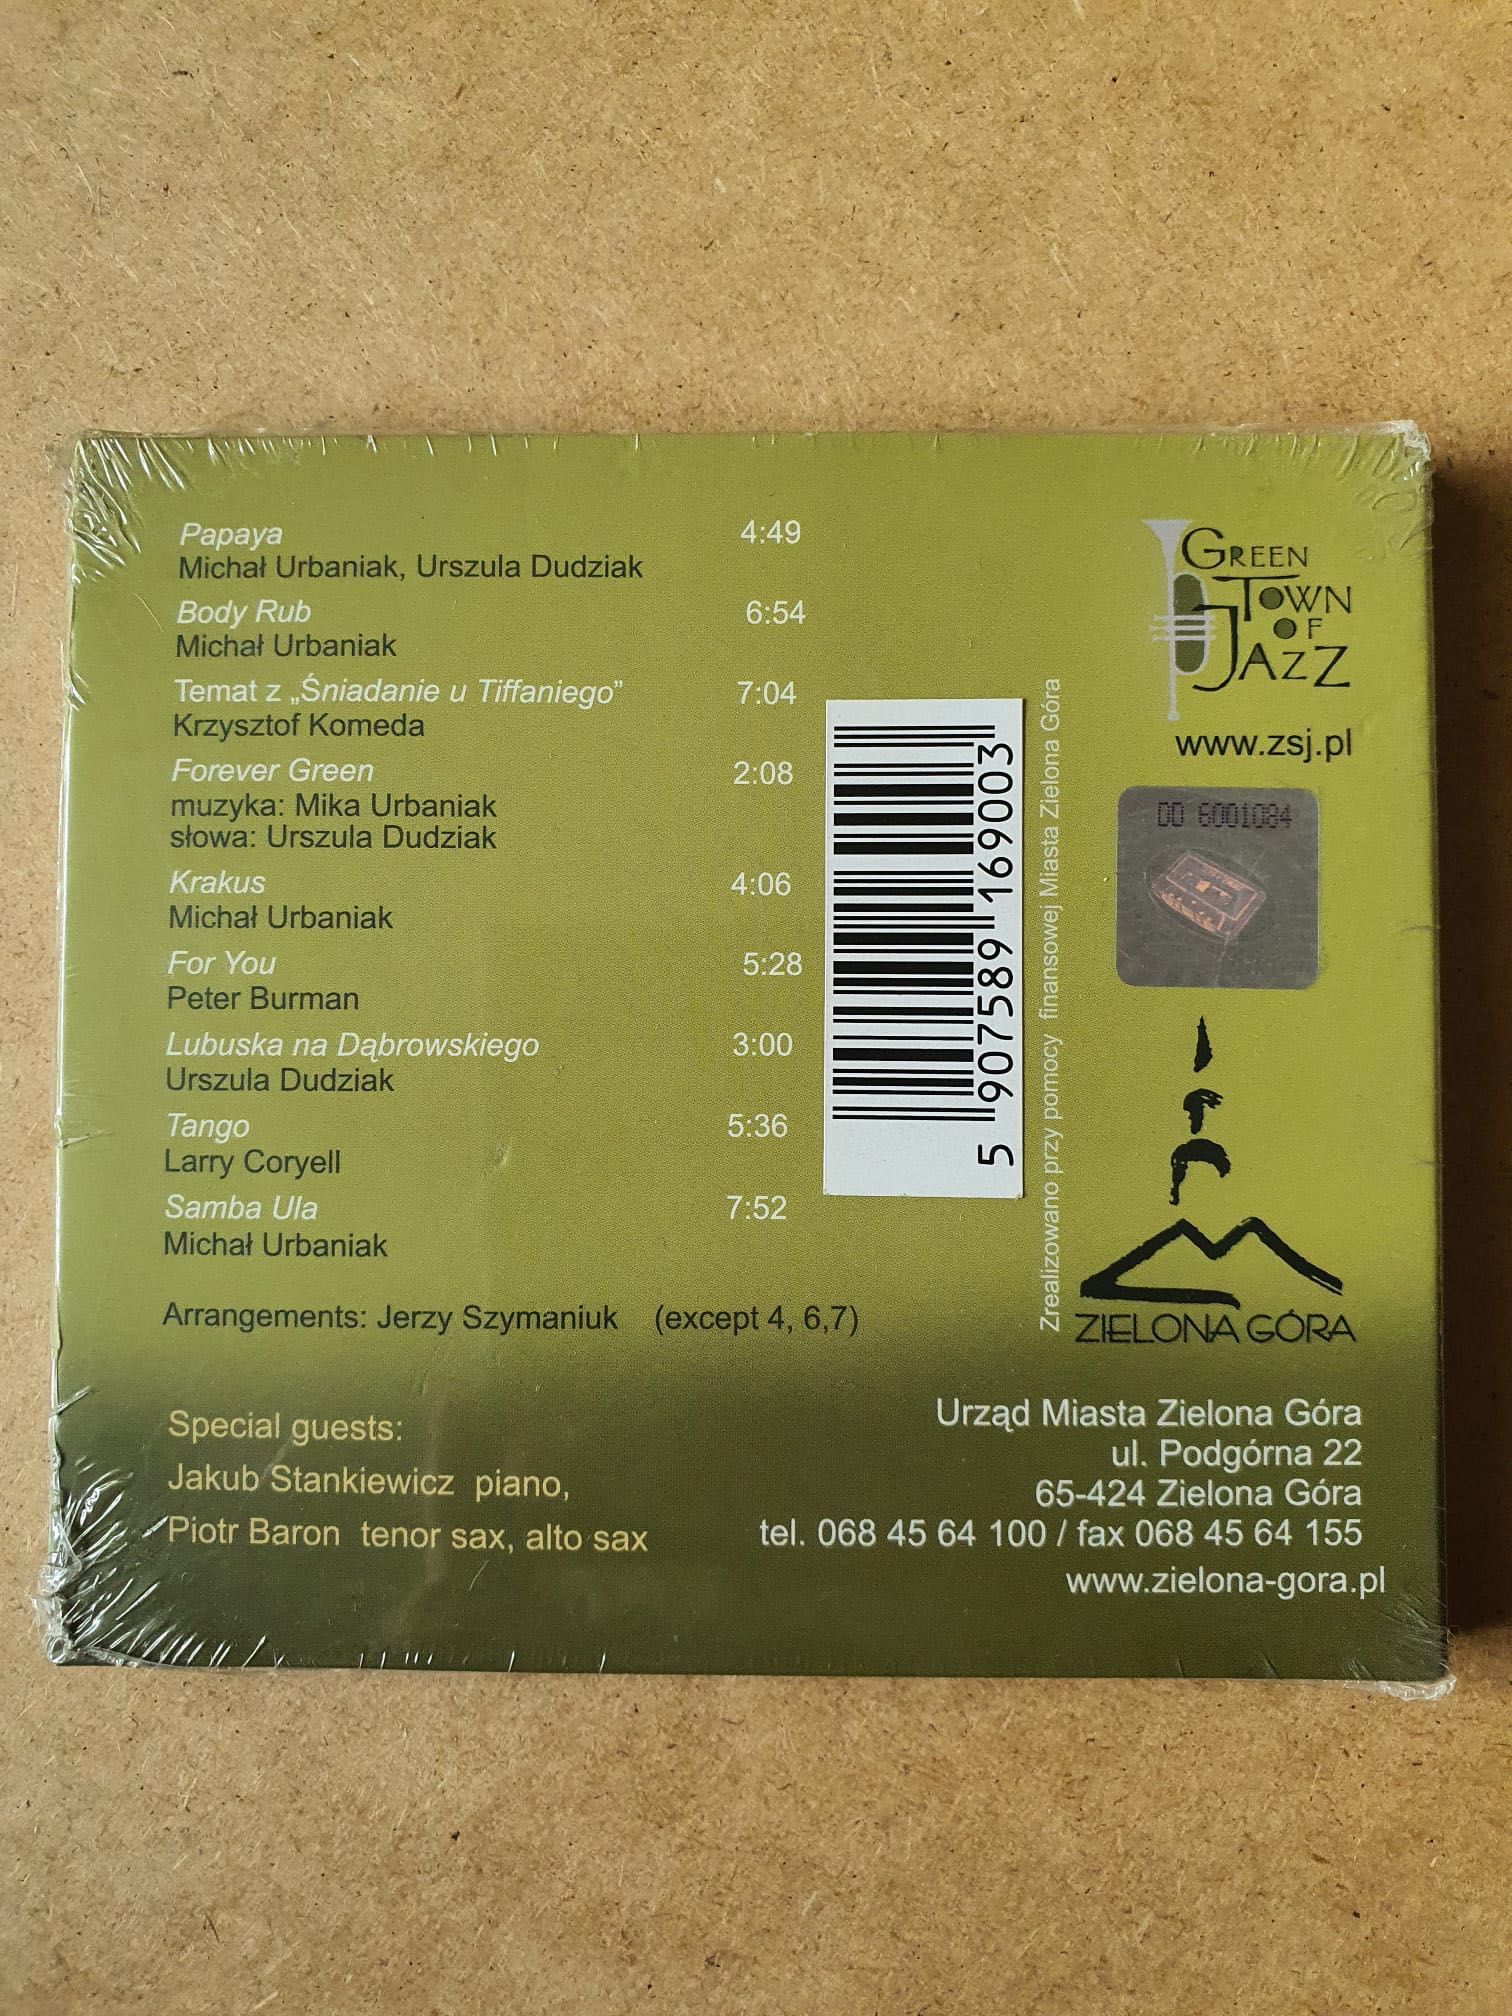 Papaya 4:49
Michał Urbaniak, Urszula Dudziak
Body Rub 6:54
Michał Urbaniak
Temat z „Śniadanie u Tiffaniego” 7:04
Krzysztof Komeda
Forever Green 2:08
muzyka: Mika Urbaniak
słowa: Urszula Dudziak
Krakus 4:06
Michał Urbaniak
For You 5:28
Peter Burman
Lubuska na Dąbrowskiego 3:00
Urszula Dudziak
Tango 5:36
Larry Coryell
Samba Ula 7:52
Michał Urbaniak
Arrangements: Jerzy Szymaniuk (except 4, 6,7)
Special guests:
Jakub Stankiewicz piano,
Piotr Baron tenor sax, alto sax
5 907589 169003
Zrealizowano przy pomocy finansowej Miasta Zielona Góra
GREEN
TOWN
OF
JAZZ
www.zsj.pl
00 6001084
ZIELONA GÓRA
Urząd Miasta Zielona Góra
ul. Podgórna 22
65-424 Zielona Góra
tel. 068 45 64 100 / fax 068 45 64 155
www.zielona-gora.pl